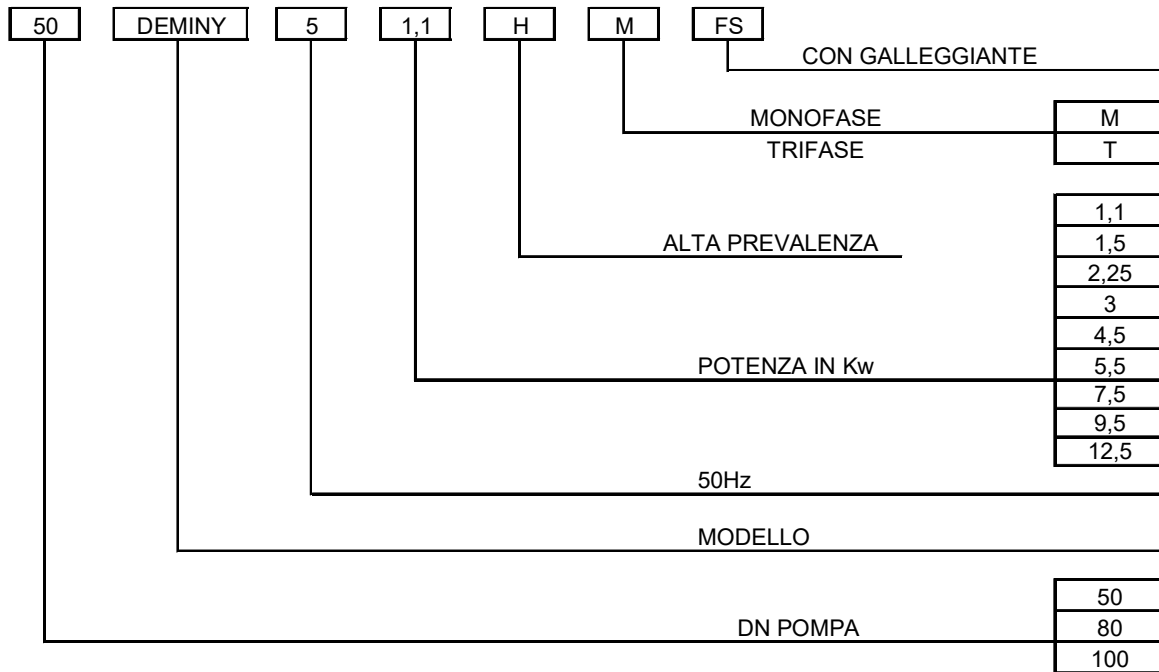 50 DEMINY 5 1,1 H M FS
CON GALLEGGIANTE
MONOFASE M
TRIFASE T
1,1
ALTA PREVALENZA 1,5
2,25
3
4,5
POTENZA IN Kw 5,5
7,5
9,5
12,5
50Hz
MODELLO
50
DN POMPA 80
100